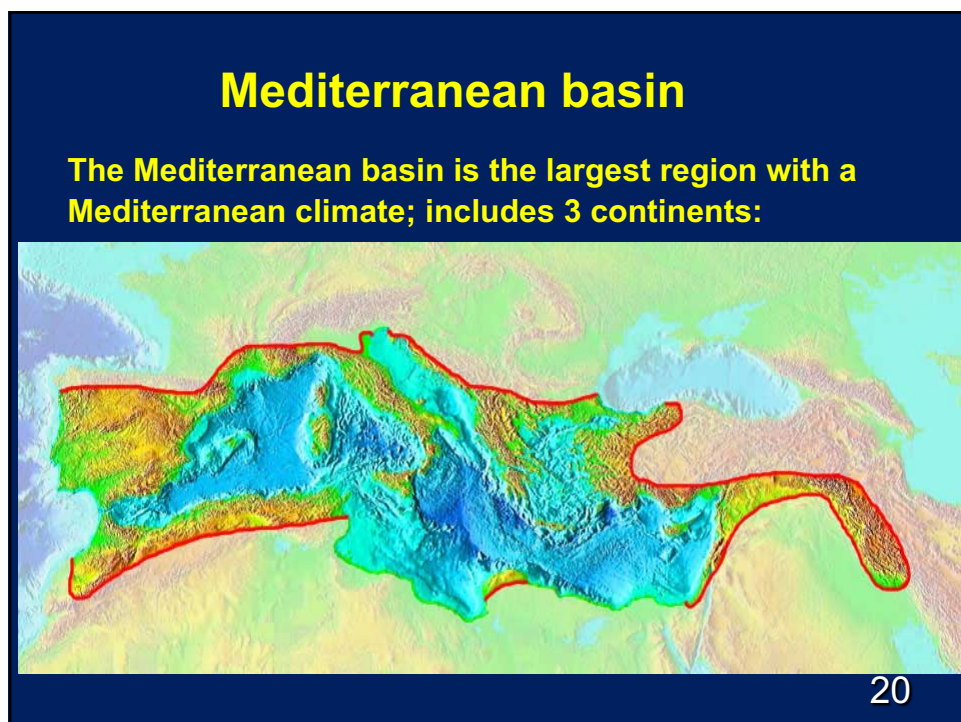 Mediterranean basin
The Mediterranean basin is the largest region with a
Mediterranean climate; includes 3 continents:
20